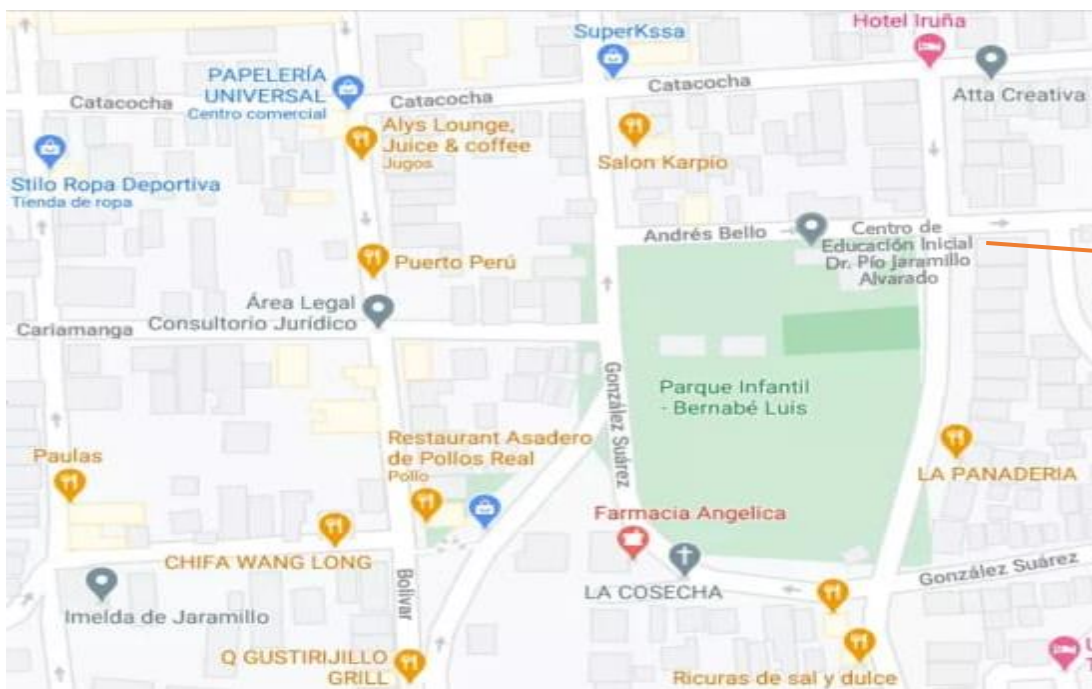 Hotel Iruña
SuperKssa
PAPELERÍA
UNIVERSAL
Centro comercial
Catacocha
Catacocha
Catacocha
Atta Creativa
Alys Lounge,
Juice & coffee
Jugos
Salon Karpio
Stilo Ropa Deportiva
Tienda de ropa
Andrés Bello
Centro de
Educación Inicial
Dr. Pío Jaramillo
Alvarado
Puerto Perú
Área Legal
Consultorio Jurídico
Cariamanga
González Suárez
Parque Infantil
- Bernabé Luis
Restaurant Asadero
de Pollos Real
Pollo
Paulas
LA PANADERIA
Farmacia Angelica
CHIFA WANG LONG
Bolívar
LA COSECHA
González Suárez
Imelda de Jaramillo
Q GUSTIRIJILLO
GRILL
Ricuras de sal y dulce